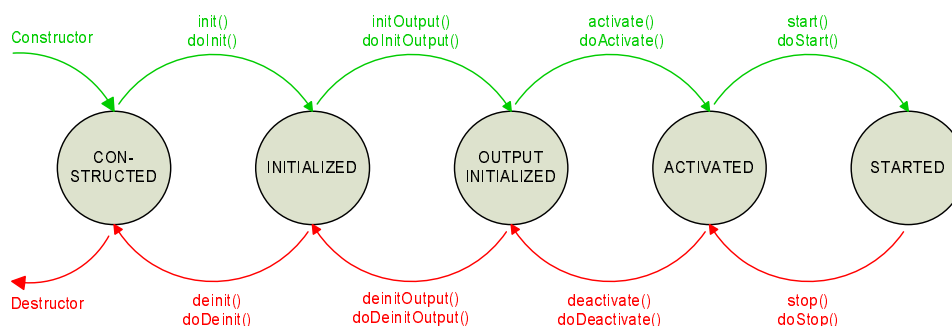 Constructor
init()
doInit()
initOutput()
doInitOutput()
activate()
doActivate()
start()
doStart()
CON-
STRUCTED
INITIALIZED
OUTPUT
INITIALIZED
ACTIVATED
STARTED
Destructor
deinit()
doDeinit()
deinitOutput()
doDeinitOutput()
deactivate()
doDeactivate()
stop()
doStop()